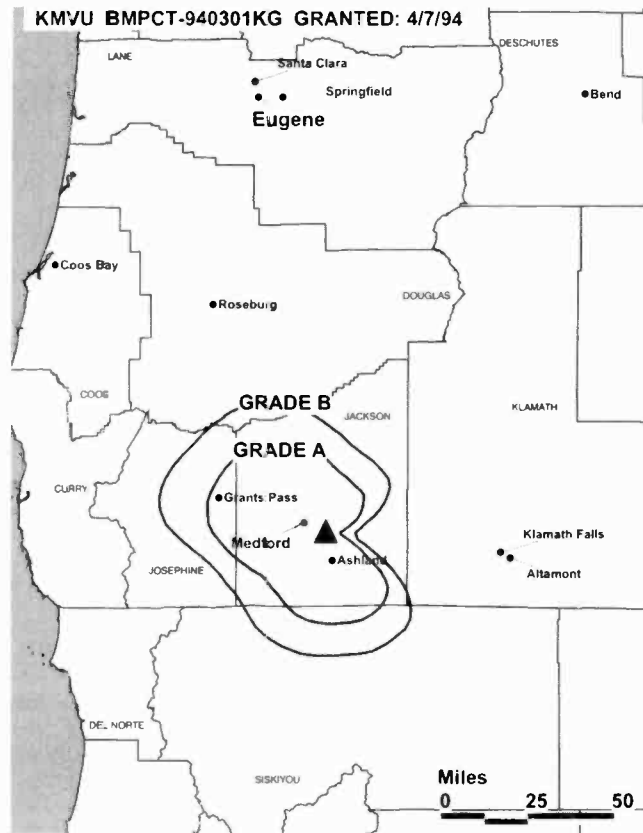 KMVU BMPCT-940301KG GRANTED: 4/7/94
LANE
DESCHUTES
Santa Clara
Springfield
Bend
Eugene
Coos Bay
DOUGLAS
Roseburg
COOS
GRADE B
JACKSON
KLAMATH
GRADE A
CURRY
Grants Pass
Medford
Klamath Falls
Ashland
Altamont
JOSEPHINE
DEL NORTE
SISKIYOU
Miles
0 25 50